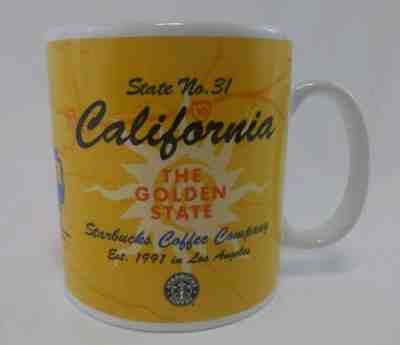 State No. 31
California
THE
GOLDEN
STATE
Starbucks Coffee Company
Est. 1991 in Los Angeles